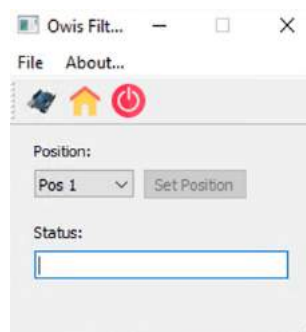 Owis Filt...
File About...
Position:
Pos 1 Set Position
Status: